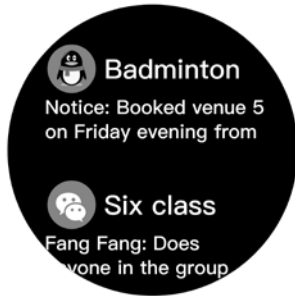 Badminton
Notice: Booked venue 5
on Friday evening from
Six class
Fang Fang: Does
in the group